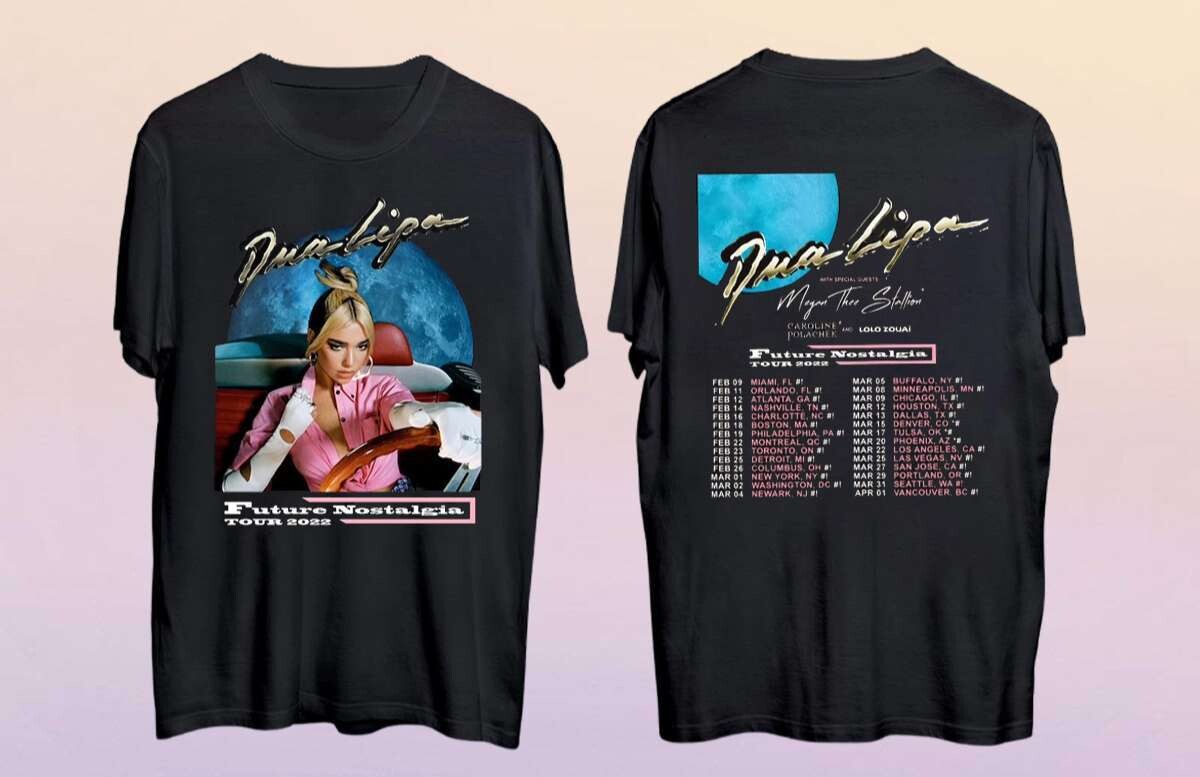 Dua Lipa
Future Nostalgia
TOUR 2022
Dua Lipa
WITH SPECIAL GUESTS
Megan Thee Stallion
CAROLINE
POLACHEK AND LOLO ZOUAÏ
Future Nostalgia
TOUR 2022
FEB 09 MIAMI, FL #!
FEB 11 ORLANDO, FL #!
FEB 12 ATLANTA, GA #!
FEB 14 NASHVILLE, TN #!
FEB 16 CHARLOTTE, NC #!
FEB 18 BOSTON, MA #!
FEB 19 PHILADELPHIA, PA #!
FEB 22 MONTREAL, QC #!
FEB 23 TORONTO, ON #!
FEB 25 DETROIT, MI #!
FEB 26 COLUMBUS, OH #!
MAR 01 NEW YORK, NY #!
MAR 02 WASHINGTON, DC #!
MAR 04 NEWARK, NJ #!
MAR 05 BUFFALO, NY #!
MAR 08 MINNEAPOLIS, MN #!
MAR 09 CHICAGO, IL #!
MAR 12 HOUSTON, TX #!
MAR 13 DALLAS, TX #!
MAR 15 DENVER, CO *#
MAR 17 TULSA, OK *#
MAR 20 PHOENIX, AZ *#
MAR 22 LOS ANGELES, CA #!
MAR 25 LAS VEGAS, NV #!
MAR 27 SAN JOSE, CA #!
MAR 29 PORTLAND, OR #!
MAR 31 SEATTLE, WA #!
APR 01 VANCOUVER, BC #!